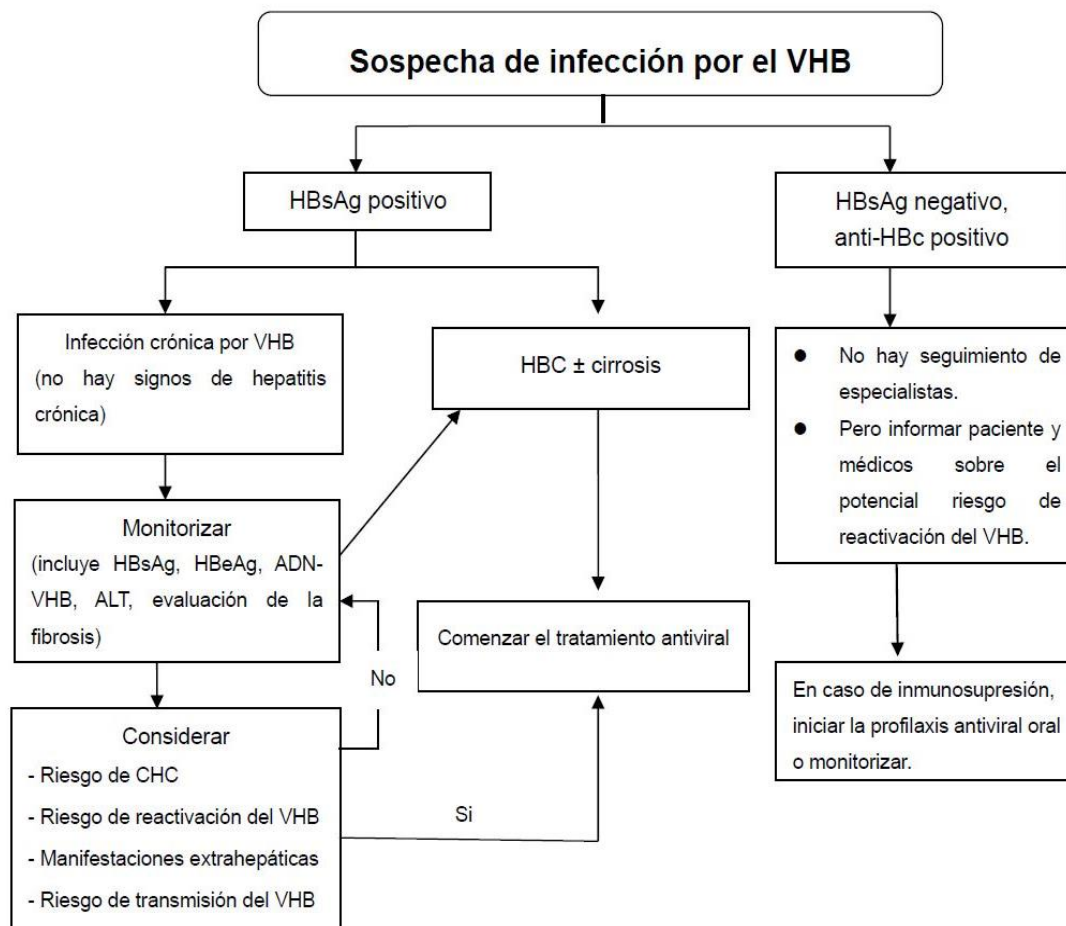 Sospecha de infección por el VHB
HBsAg positivo
HBsAg negativo,
anti-HBc positivo
Infección crónica por VHB
(no hay signos de hepatitis
crónica)
HBC ± cirrosis
● No hay seguimiento de
especialistas.
● Pero informar paciente y
médicos sobre el
potencial riesgo de
reactivación del VHB.
Monitorizar
(incluye HBsAg, HBeAg, ADN-
VHB, ALT, evaluación de la
fibrosis)
Comenzar el tratamiento antiviral
No
En caso de inmunosupresión,
iniciar la profilaxis antiviral oral
o monitorizar.
Considerar
- Riesgo de CHC
- Riesgo de reactivación del VHB
- Manifestaciones extrahepáticas
- Riesgo de transmisión del VHB
Si